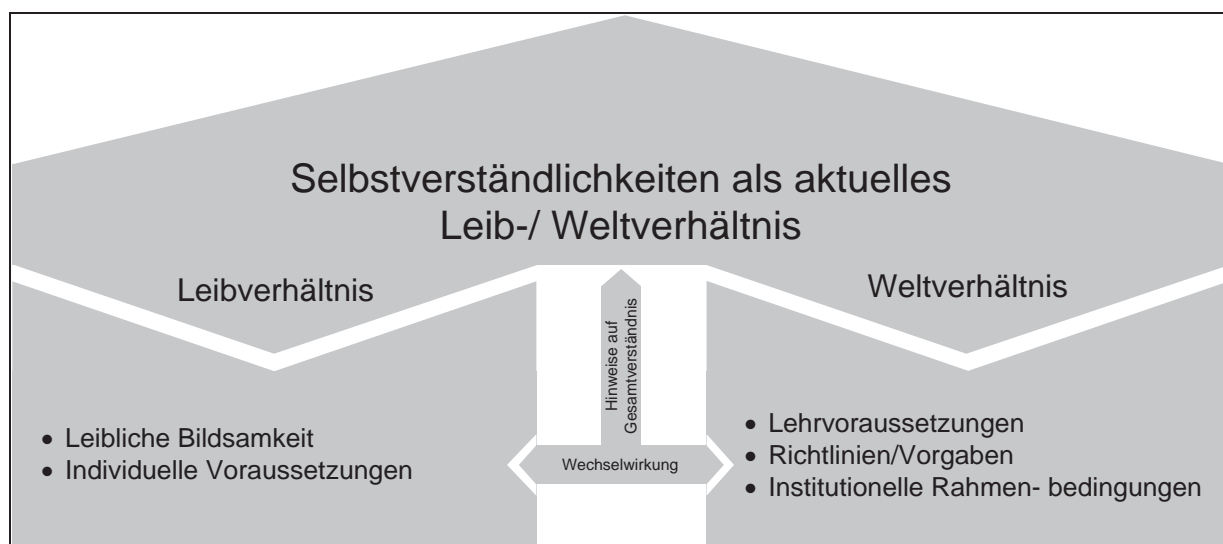 Selbstverständlichkeiten als aktuelles
Leib-/ Weltverhältnis
Leibverhältnis
Weltverhältnis
Hinweise auf
Gesamtverständnis
• Leibliche Bildsamkeit
• Individuelle Voraussetzungen
Wechselwirkung
• Lehrvoraussetzungen
• Richtlinien/Vorgaben
• Institutionelle Rahmen- bedingungen